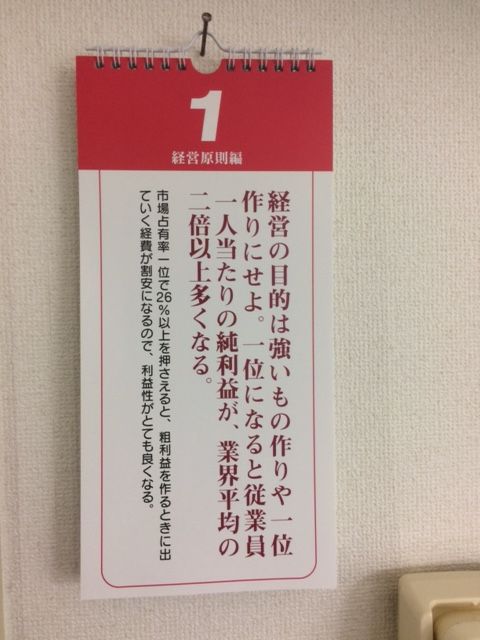 1
経営原則編
経営の目的は強いもの作りや一位
作りにせよ。一位になると従業員
一人当たりの純利益が、業界平均の
二倍以上多くなる。
市場占有率一位で26%以上を押さえると、粗利益を作るときに出
ていく経費が割安になるので、利益性がとても良くなる。